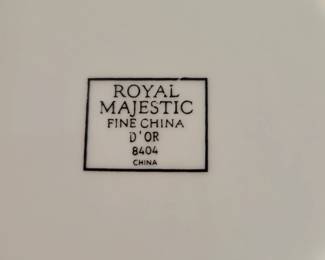 ROYAL
MAJESTIC
FINE CHINA
D'OR
8404
CHINA